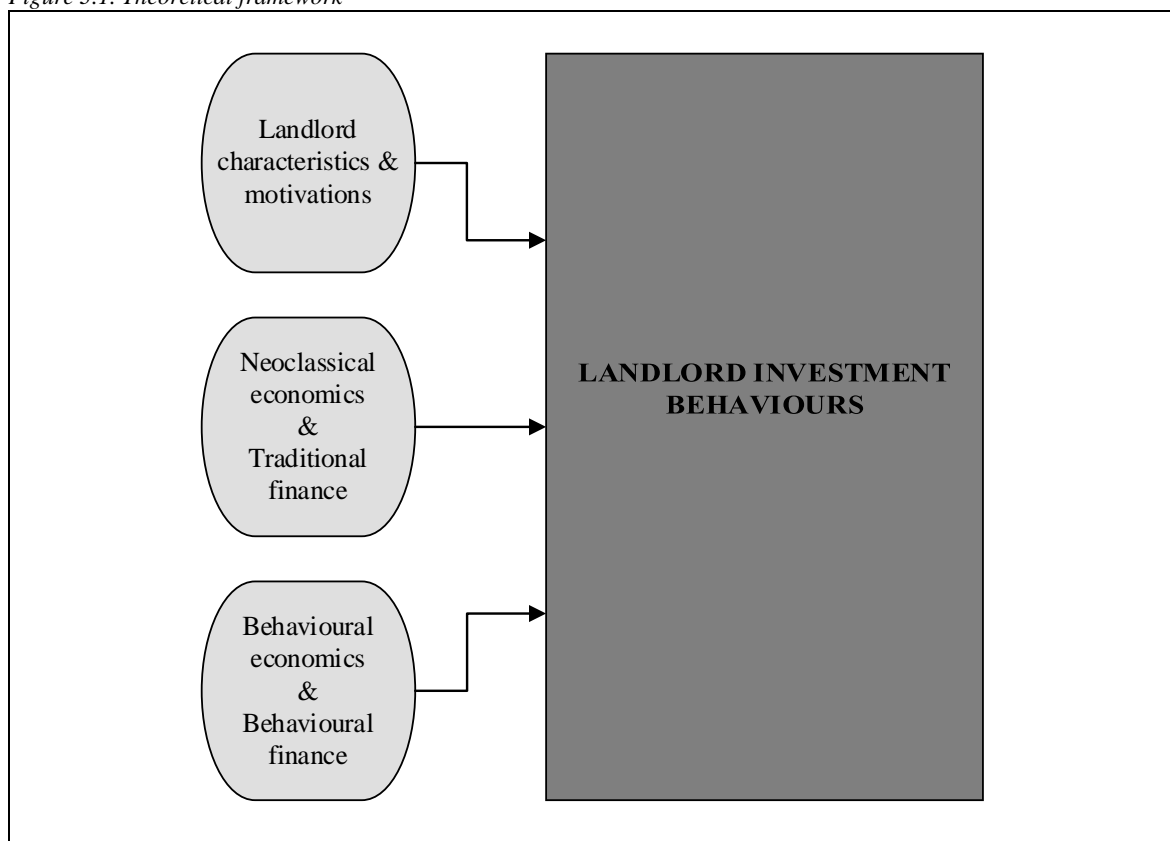 Figure 3.1: Theoretical framework
Landlord
characteristics &
motivations
Neoclassical
economics
&
Traditional
finance
LANDLORD INVESTMENT
BEHAVIOURS
Behavioural
economics
&
Behavioural
finance